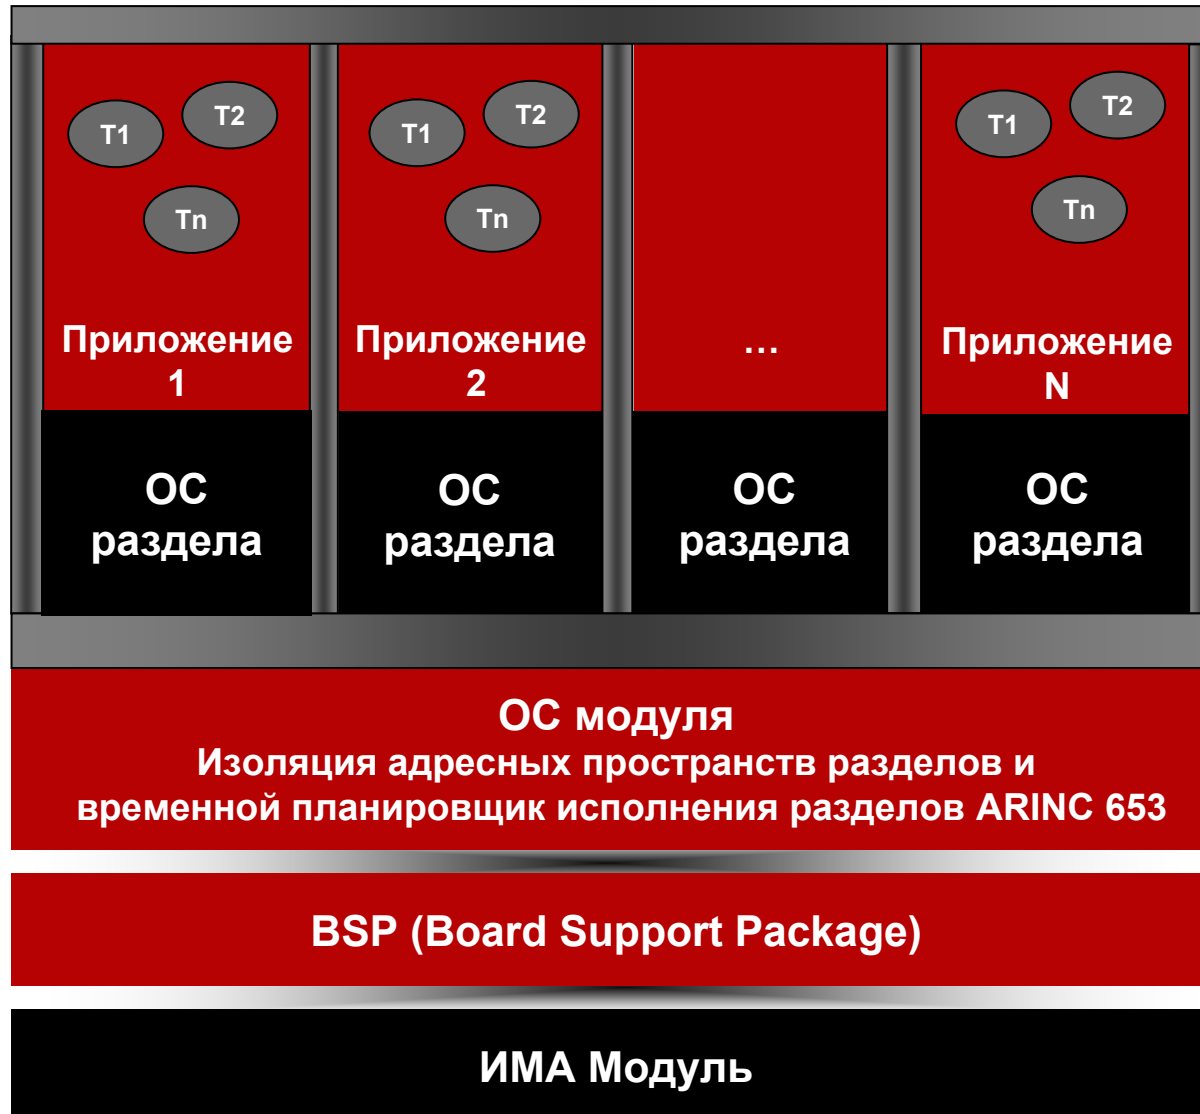 T1
T2
Tn
Приложение
1
T1
T2
Tn
Приложение
2
...
T1
T2
Tn
Приложение
N
ОС
раздела
ОС
раздела
ОС
раздела
ОС
раздела
ОС модуля
Изоляция адресных пространств разделов и
временной планировщик исполнения разделов ARINC 653
BSP (Board Support Package)
ИМА Модуль